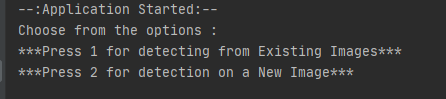 --:Application Started:--
Choose from the options :
***Press 1 for detecting from Existing Images***
***Press 2 for detection on a New Image***